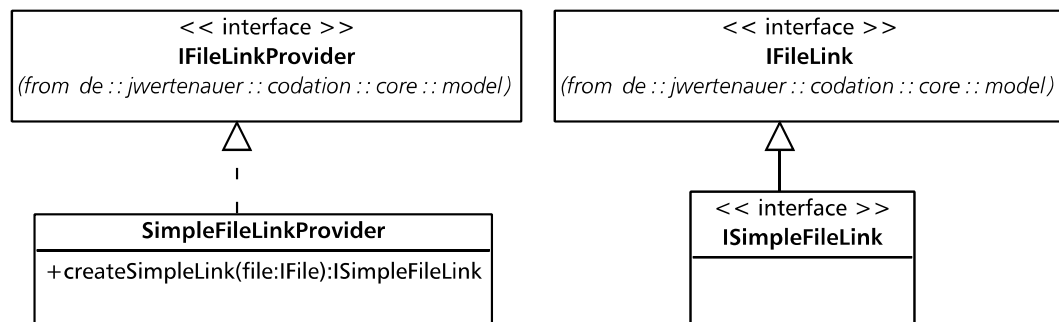 << interface >>
IFileLinkProvider
(from de :: jwertenauer :: codation :: core :: model)
SimpleFileLinkProvider
+createSimpleLink(file:IFile):ISimpleFileLink
<< interface >>
IFileLink
(from de :: jwertenauer :: codation :: core :: model)
<< interface >>
ISimpleFileLink